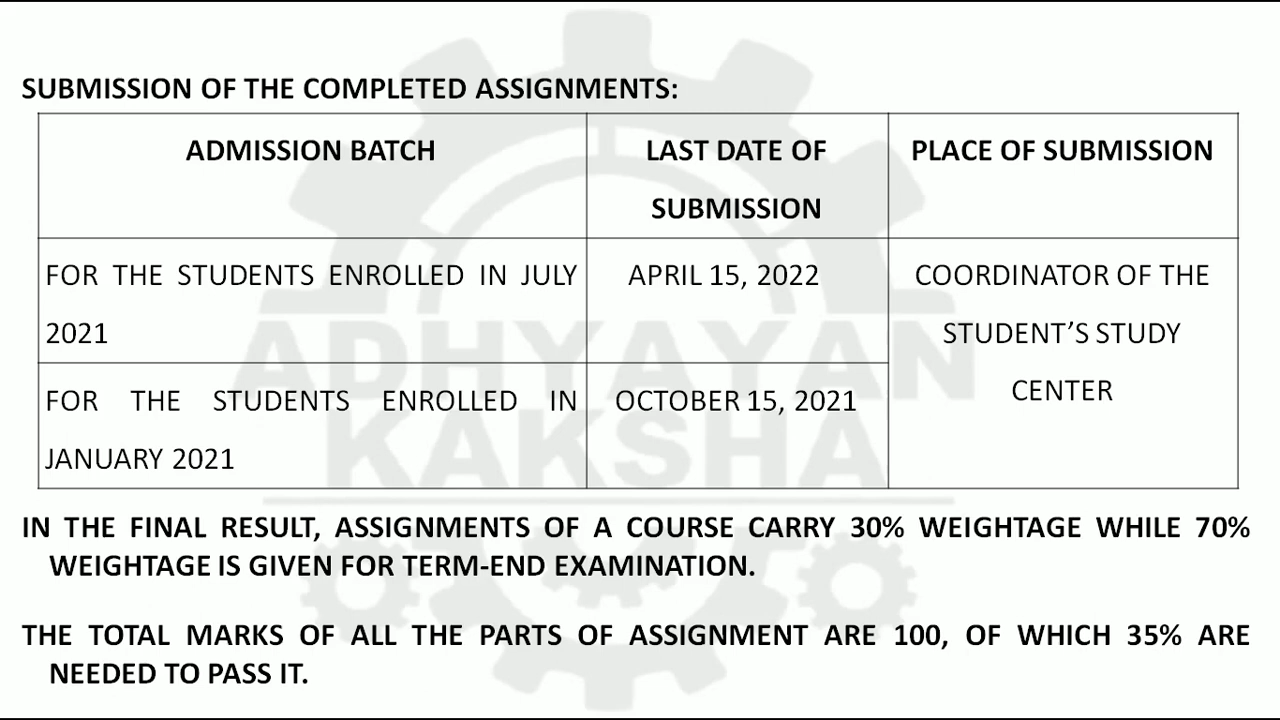 SUBMISSION OF THE COMPLETED ASSIGNMENTS:
ADMISSION BATCH
LAST DATE OF
SUBMISSION
PLACE OF SUBMISSION
FOR THE STUDENTS ENROLLED IN JULY
2021
APRIL 15, 2022
COORDINATOR OF THE
STUDENT’S STUDY
CENTER
FOR THE STUDENTS ENROLLED IN
JANUARY 2021
OCTOBER 15, 2021
ADHYAYAN
KAKSHA
IN THE FINAL RESULT, ASSIGNMENTS OF A COURSE CARRY 30% WEIGHTAGE WHILE 70%
WEIGHTAGE IS GIVEN FOR TERM-END EXAMINATION.
THE TOTAL MARKS OF ALL THE PARTS OF ASSIGNMENT ARE 100, OF WHICH 35% ARE
NEEDED TO PASS IT.